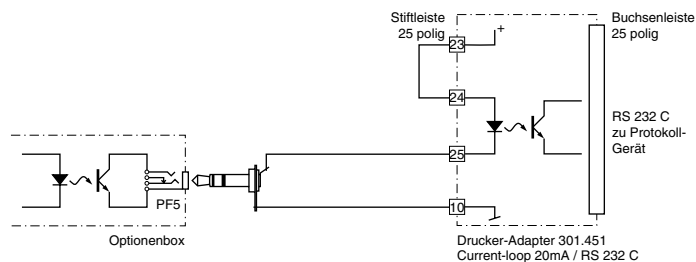 Stiftleiste
25 polig
Buchsenleiste
25 polig
23
+
24
RS 232 C
zu Protokoll-
Gerät
25
PF5
10
Optionenbox
Drucker-Adapter 301.451
Current-loop 20mA / RS 232 C